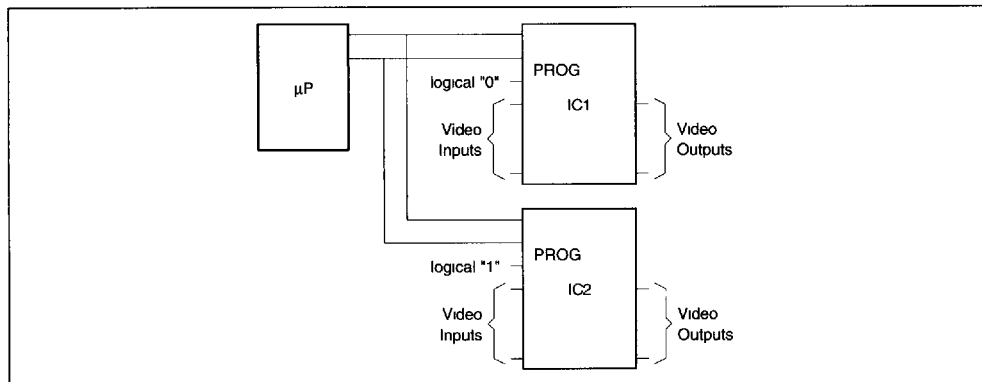 μP
PROG
logical "0"
IC1
Video
Inputs
Video
Outputs
PROG
logical "1"
IC2
Video
Inputs
Video
Outputs